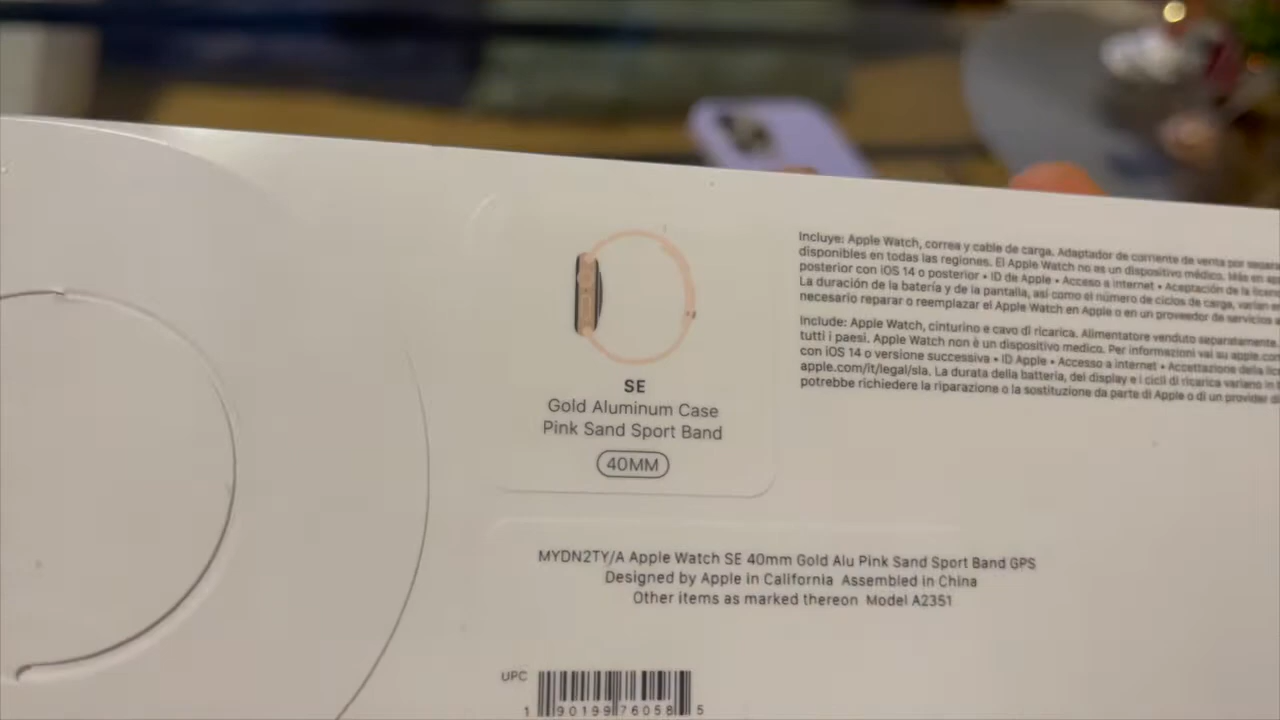 SE
Gold Aluminum Case
Pink Sand Sport Band
40MM
Incluye: Apple Watch, correa y cable de carga. Adaptador de corriente de venta por
disponibles en todas las regiones. El Apple Watch no es un dispositivo médico. Más en
posterior con iOS 14 o posterior • ID de Apple • Acceso a internet • Aceptación de la
La duración de la batería y de la pantalla, así como el número de ciclos de carga, varían
necesario reparar o reemplazar el Apple Watch en Apple o en un proveedor de servicios
Include: Apple Watch, cinturino e cavo di ricarica. Alimentatore venduto separatamente.
tutti i paesi. Apple Watch non è un dispositivo medico. Per informazioni vai su apple.com
con iOS 14 o versione successiva • ID Apple • Accesso a internet • Accettazione della
apple.com/it/legal/sla. La durata della batteria, del display e i cicli di ricarica variano in
potrebbe richiedere la riparazione o la sostituzione da parte di Apple o di un provider
MYDN2TY/A Apple Watch SE 40mm Gold Alu Pink Sand Sport Band GPS
Designed by Apple in California Assembled in China
Other items as marked thereon Model A2351
UPC
1 90199 76058 5